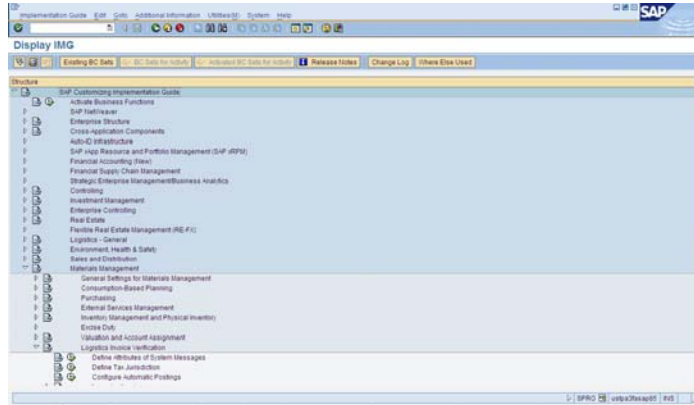 Implementation Guide Edit Goto Additional Information Utilities(M) System Help
SAP
Display IMG
Existing BC Sets BC Sets for Activity Activated BC Sets for Activity Release Notes Change Log Where Else Used
Structure
SAP Customizing Implementation Guide
Activate Business Functions
SAP NetWeaver
Enterprise Structure
Cross-Application Components
Auto-ID Infrastructure
SAP xApp Resource and Portfolio Management (SAP xRPM)
Financial Accounting (New)
Financial Supply Chain Management
Strategic Enterprise Management/Business Analytics
Controlling
Investment Management
Enterprise Controlling
Real Estate
Flexible Real Estate Management (RE-FX)
Logistics - General
Environment, Health & Safety
Sales and Distribution
Materials Management
General Settings for Materials Management
Consumption-Based Planning
Purchasing
External Services Management
Inventory Management and Physical Inventory
Excise Duty
Valuation and Account Assignment
Logistics Invoice Verification
Define Attributes of System Messages
Define Tax Jurisdiction
Configure Automatic Postings
SPRO INS